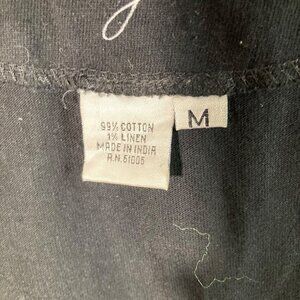 99% COTTON
1% LINEN
MADE IN INDIA
R.N. 61005
M